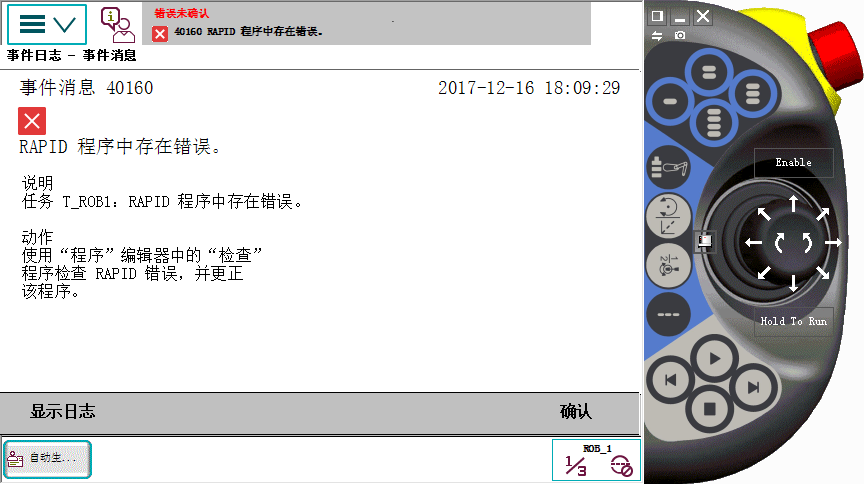 错误未确认
40160 RAPID 程序中存在错误。
事件日志 - 事件消息
事件消息 40160
2017-12-16 18:09:29
RAPID 程序中存在错误。
说明
任务 T_ROB1: RAPID 程序中存在错误。
动作
使用“程序”编辑器中的“检查”
程序检查 RAPID 错误，并更正
该程序。
显示日志
确认
自动生...
ROB_1
1/3
Enable
Hold To Run